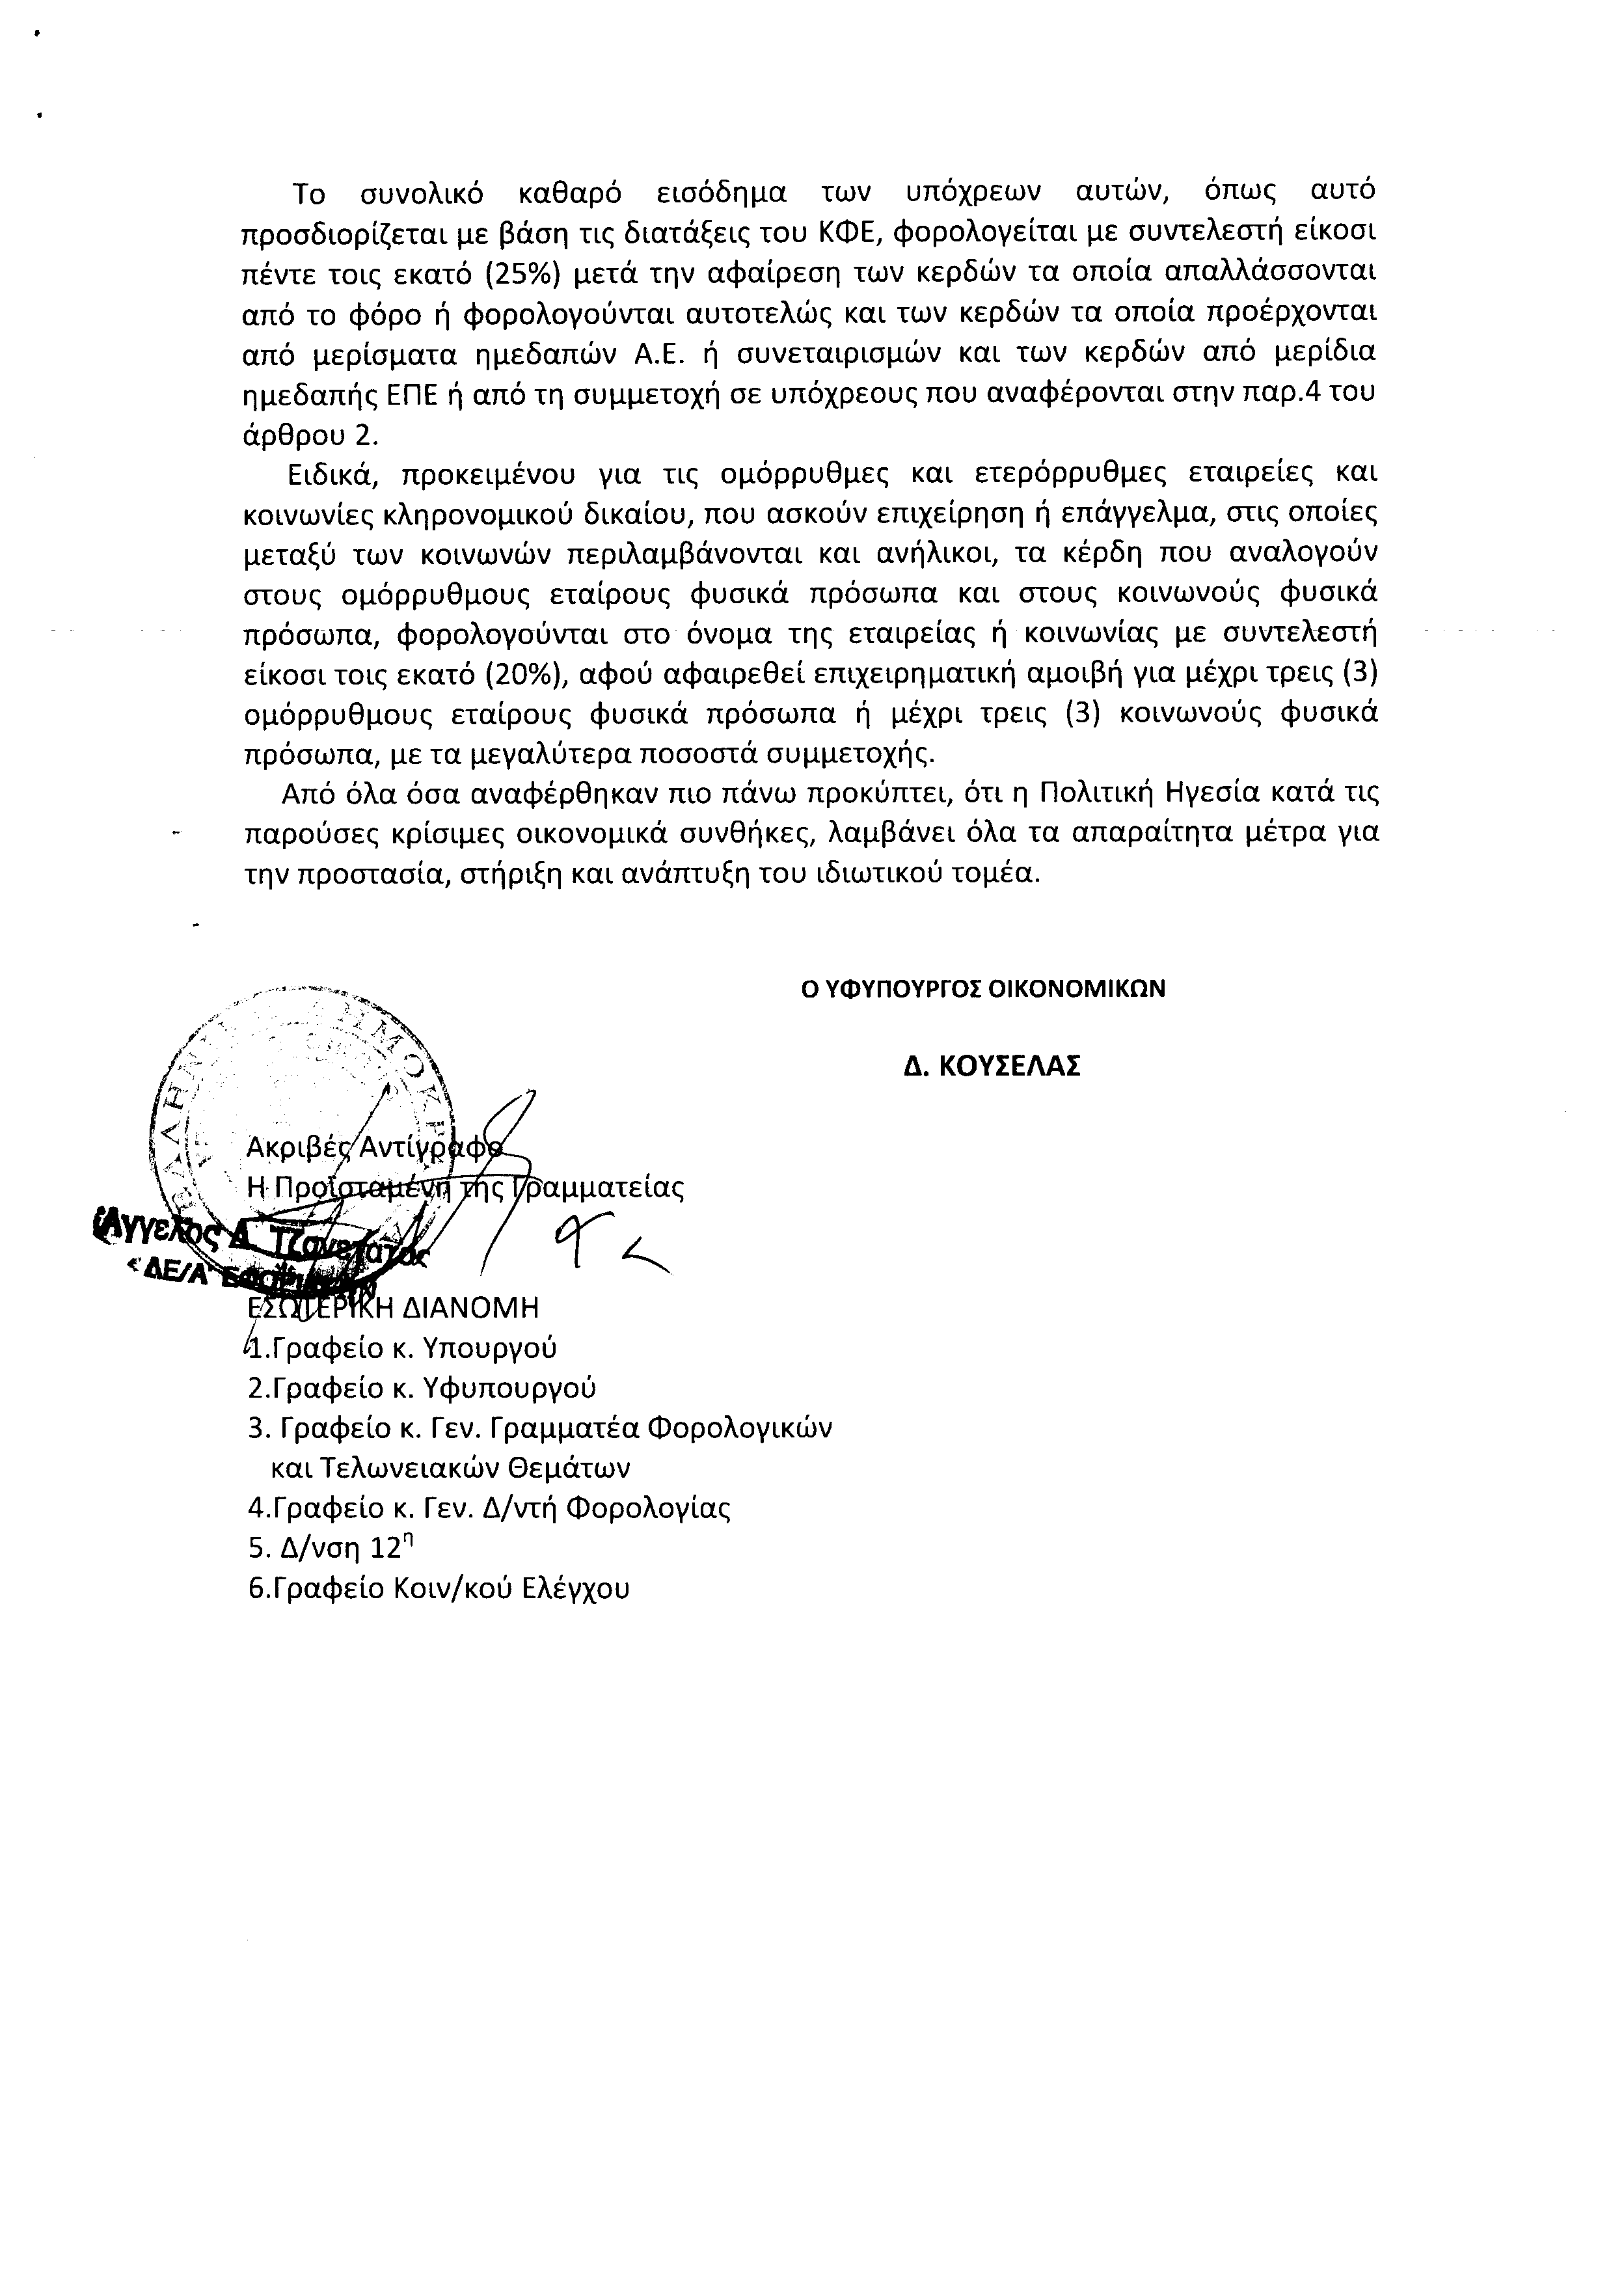 Το συνολικό καθαρό εισόδημα των υπόχρεων αυτών, όπως αυτό
προσδιορίζεται με βάση τις διατάξεις του ΚΦΕ, φορολογείται με συντελεστή είκοσι
πέντε τοις εκατό (25%) μετά την αφαίρεση των κερδών τα οποία απαλλάσσονται
από το φόρο ή φορολογούνται αυτοτελώς και των κερδών τα οποία προέρχονται
από μερίσματα ημεδαπών Α.Ε. ή συνεταιρισμών και των κερδών από μερίδια
ημεδαπής ΕΠΕ ή από τη συμμετοχή σε υπόχρεους που αναφέρονται στην παρ.4 του
άρθρου 2.
Ειδικά, προκειμένου για τις ομόρρυθμες και ετερόρρυθμες εταιρείες και
κοινωνίες κληρονομικού δικαίου, που ασκούν επιχείρηση ή επάγγελμα, στις οποίες
μεταξύ των κοινωνών περιλαμβάνονται και ανήλικοι, τα κέρδη που αναλογούν
στους ομόρρυθμους εταίρους φυσικά πρόσωπα και στους κοινωνούς φυσικά
πρόσωπα, φορολογούνται στο όνομα της εταιρείας ή κοινωνίας με συντελεστή
είκοσι τοις εκατό (20%), αφού αφαιρεθεί επιχειρηματική αμοιβή για μέχρι τρεις (3)
ομόρρυθμους εταίρους φυσικά πρόσωπα ή μέχρι τρεις (3) κοινωνούς φυσικά
πρόσωπα, με τα μεγαλύτερα ποσοστά συμμετοχής.
Από όλα όσα αναφέρθηκαν πιο πάνω προκύπτει, ότι η Πολιτική Ηγεσία κατά τις
παρούσες κρίσιμες οικονομικά συνθήκες, λαμβάνει όλα τα απαραίτητα μέτρα για
την προστασία, στήριξη και ανάπτυξη του ιδιωτικού τομέα.
Ο ΥΦΥΠΟΥΡΓΟΣ ΟΙΚΟΝΟΜΙΚΩΝ
Δ. ΚΟΥΣΕΛΑΣ
Ακριβές Αντίγραφο
Η Προϊσταμένη της Γραμματείας
Άγγελος Δ. Τζανετάτος
ΔΕ/Α'
ΕΣΩΤΕΡΙΚΗ ΔΙΑΝΟΜΗ
1.Γραφείο κ. Υπουργού
2.Γραφείο κ. Υφυπουργού
3. Γραφείο κ. Γεν. Γραμματέα Φορολογικών
και Τελωνειακών Θεμάτων
4.Γραφείο κ. Γεν. Δ/ντή Φορολογίας
5. Δ/νση 12η
6.Γραφείο Κοιν/κού Ελέγχου